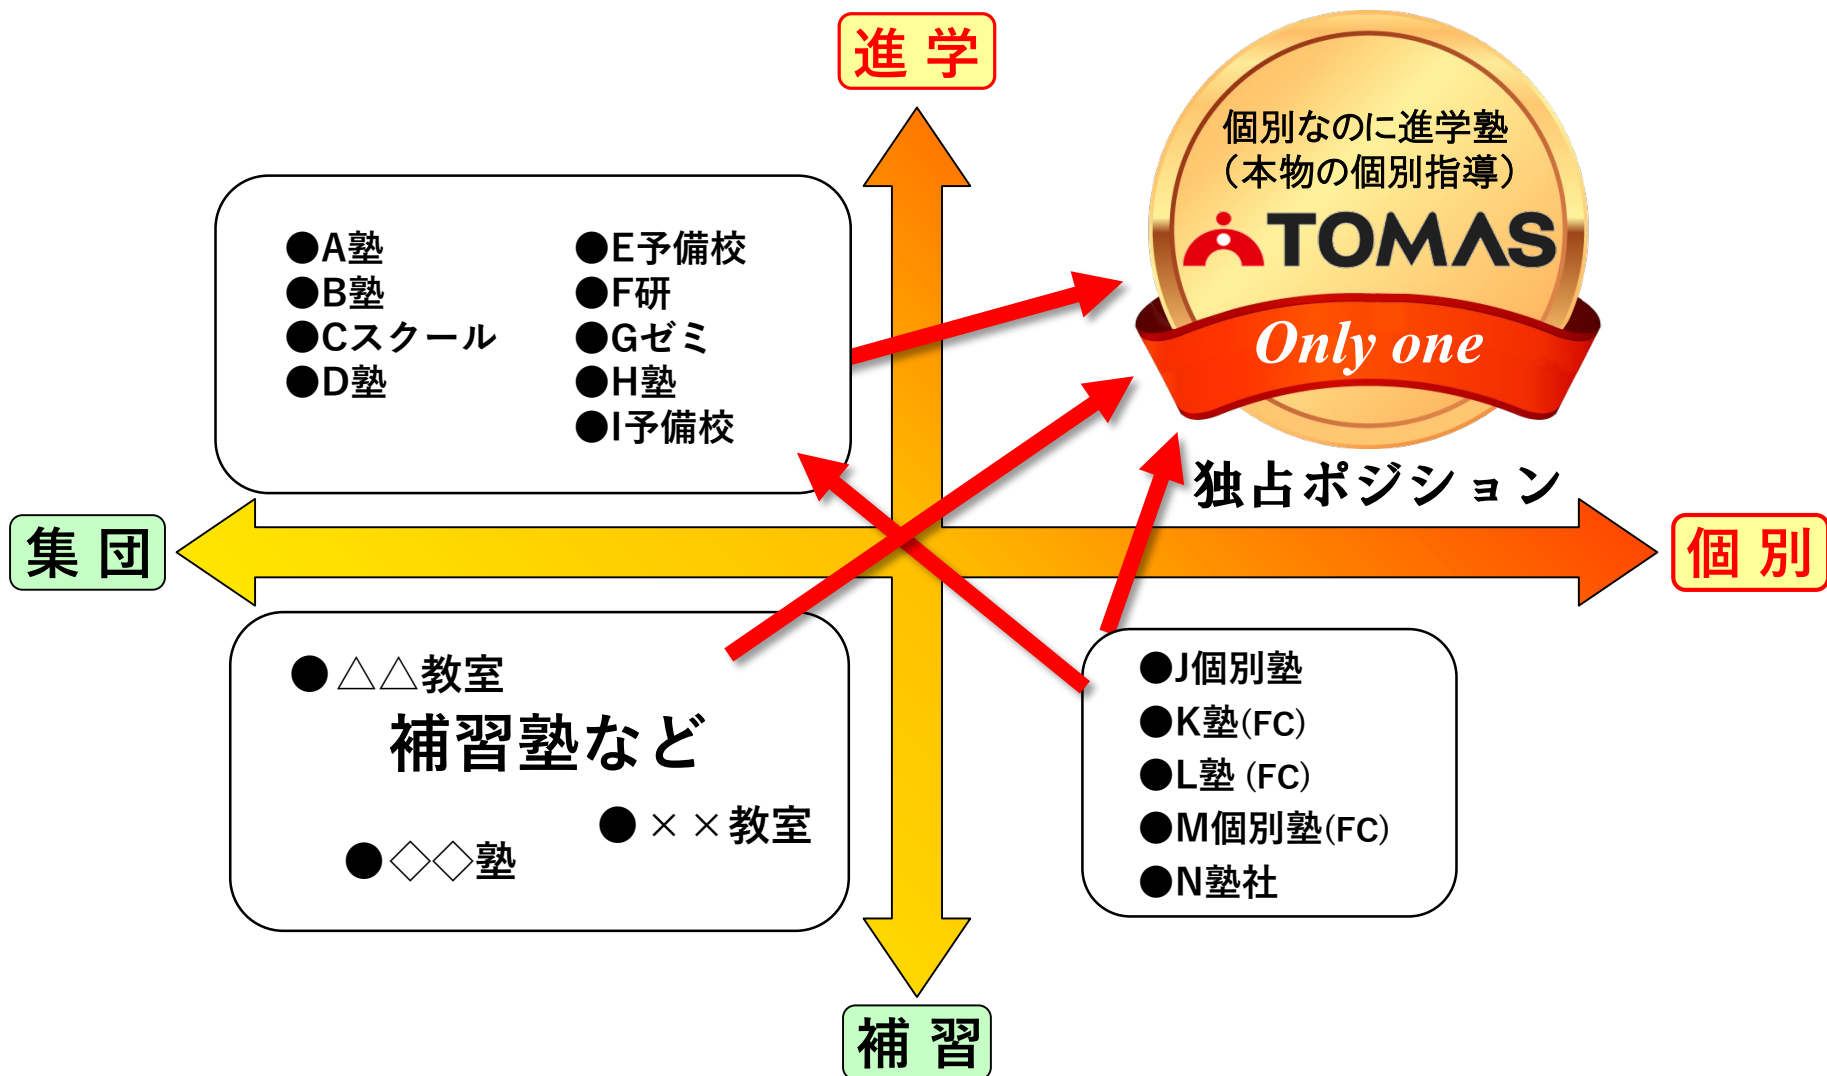 進 学
個別なのに進学塾
（本物の個別指導）
TOMAS
Only one
独占ポジション
●A塾
●B塾
●Cスクール
●D塾
●E予備校
●F研
●Gゼミ
●H塾
●I予備校
集 団
個 別
●△△教室
補習塾など
●××教室
●◇◇塾
●J個別塾
●K塾(FC)
●L塾 (FC)
●M個別塾(FC)
●N塾社
補 習